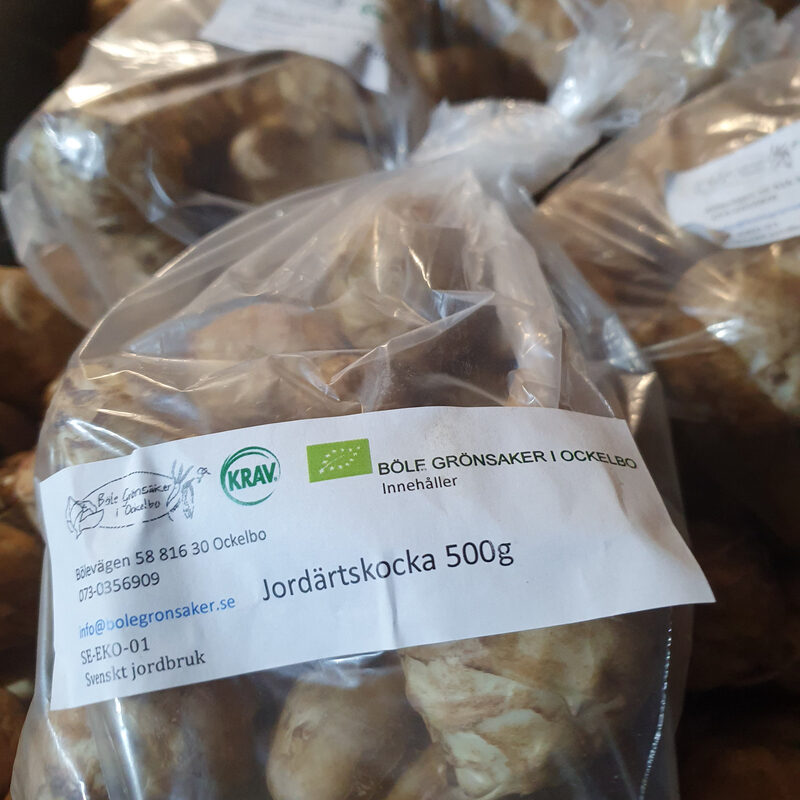 Böle Grönsaker
i Ockelbo
KRAV
BÖLE GRÖNSAKER I OCKELBO
Innehåller
Bölevägen 58 816 30 Ockelbo
073-0356909
Jordärtskocka 500g
info@bolegronsaker.se
SE-EKO-01
Svenskt jordbruk